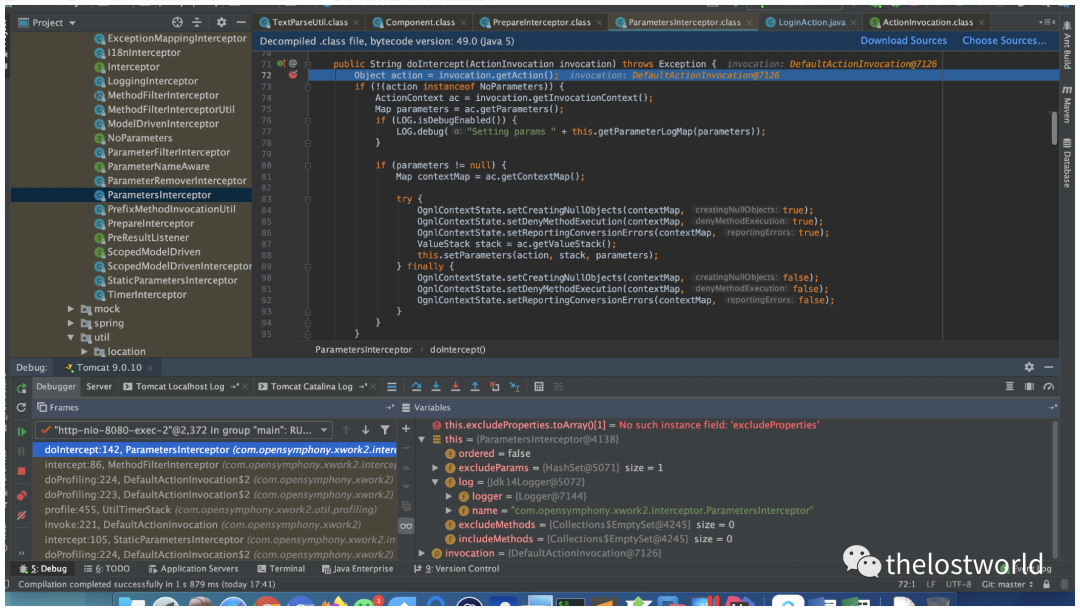 Project
TextParseUtil.class
Component.class
PrepareInterceptor.class
ParametersInterceptor.class
LoginAction.java
ActionInvocation.class
Decompiled .class file, bytecode version: 49.0 (Java 5)
Download Sources
Choose Sources...
ExceptionMappingInterceptor
I18nInterceptor
Interceptor
LoggingInterceptor
MethodFilterInterceptor
MethodFilterInterceptorUtil
ModelDrivenInterceptor
NoParameters
ParameterFilterInterceptor
ParameterNameAware
ParameterRemoverInterceptor
ParametersInterceptor
PrefixMethodInvocationUtil
PrepareInterceptor
PreResultListener
ScopedModelDriven
ScopedModelDrivenInterceptor
StaticParametersInterceptor
TimerInterceptor
mock
spring
util
location
70
71 public String doIntercept(ActionInvocation invocation) throws Exception { invocation: DefaultActionInvocation@7126
72 Object action = invocation.getAction(); invocation: DefaultActionInvocation@7126
73 if (!(action instanceof NoParameters)) {
74 ActionContext ac = invocation.getInvocationContext();
75 Map parameters = ac.getParameters();
76 if (LOG.isDebugEnabled()) {
77 LOG.debug( o: "Setting params " + this.getParameterLogMap(parameters));
78 }
79
80 if (parameters != null) {
81 Map contextMap = ac.getContextMap();
82
83 try {
84 OgnlContextState.setCreatingNullObjects(contextMap, creatingNullObjects: true);
85 OgnlContextState.setDenyMethodExecution(contextMap, denyMethodExecution: true);
86 OgnlContextState.setReportingConversionErrors(contextMap, reportingErrors: true);
87 ValueStack stack = ac.getValueStack();
88 this.setParameters(action, stack, parameters);
89 } finally {
90 OgnlContextState.setCreatingNullObjects(contextMap, creatingNullObjects: false);
91 OgnlContextState.setDenyMethodExecution(contextMap, denyMethodExecution: false);
92 OgnlContextState.setReportingConversionErrors(contextMap, reportingErrors: false);
93 }
94 }
95 }
ParametersInterceptor › doIntercept()
Ant Build
Maven
Database
Debug: Tomcat 9.0.10
Debugger
Server
Tomcat Localhost Log
Tomcat Catalina Log
Frames
Variables
"http-nio-8080-exec-2"@2,372 in group "main": RU...
doIntercept:142, ParametersInterceptor (com.opensymphony.xwork2.interc
intercept:86, MethodFilterInterceptor (com.opensymphony.xwork2.interce
doProfiling:224, DefaultActionInvocation$2 (com.opensymphony.xwork2)
doProfiling:223, DefaultActionInvocation$2 (com.opensymphony.xwork2)
profile:455, UtilTimerStack (com.opensymphony.xwork2.util.profiling)
invoke:221, DefaultActionInvocation (com.opensymphony.xwork2)
intercept:105, StaticParametersInterceptor (com.opensymphony.xwork2.int
doProfiling:224, DefaultActionInvocation$2 (com.opensymphony.xwork2)
this.excludeProperties.toArray()[1] = No such instance field: 'excludeProperties'
this = {ParametersInterceptor@4138}
ordered = false
excludeParams = {HashSet@5071} size = 1
log = {Jdk14Logger@5072}
logger = {Logger@7144}
name = "com.opensymphony.xwork2.interceptor.ParametersInterceptor"
excludeMethods = {Collections$EmptySet@4245} size = 0
includeMethods = {Collections$EmptySet@4245} size = 0
invocation = {DefaultActionInvocation@7126}
thelostworld
5: Debug
6: TODO
Application Servers
Terminal
Java Enterprise
9: Version Control
Compilation completed successfully in 1 s 879 ms (today 17:41)
72:1 LF UTF-8 Git: master